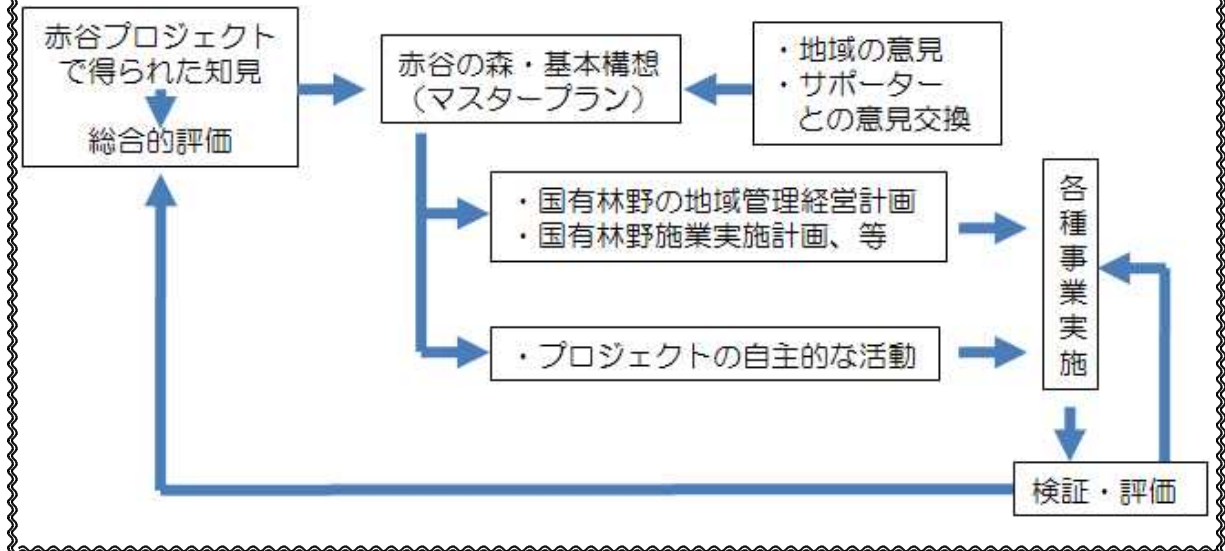 赤谷プロジェクト
で得られた知見
総合的評価
赤谷の森・基本構想
（マスタープラン）
・地域の意見
・サポーター
との意見交換
・国有林野の地域管理経営計画
・国有林野施業実施計画、等
・プロジェクトの自主的な活動
各種事業実施
検証・評価